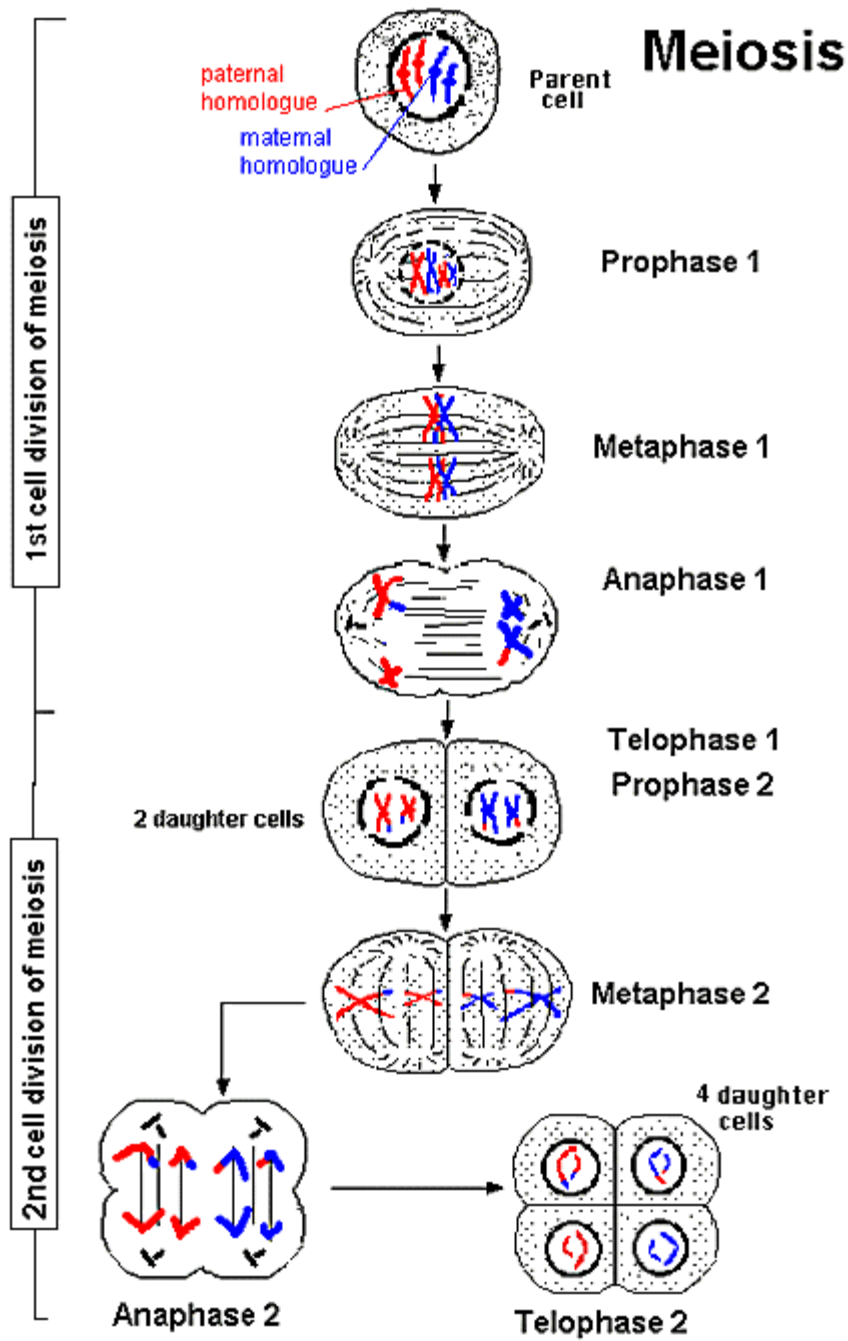 Meiosis
paternal
homologue
maternal
homologue
Parent
cell
1st cell division of meiosis
Prophase 1
Metaphase 1
Anaphase 1
Telophase 1
Prophase 2
2 daughter cells
2nd cell division of meiosis
Metaphase 2
4 daughter
cells
Anaphase 2
Telophase 2